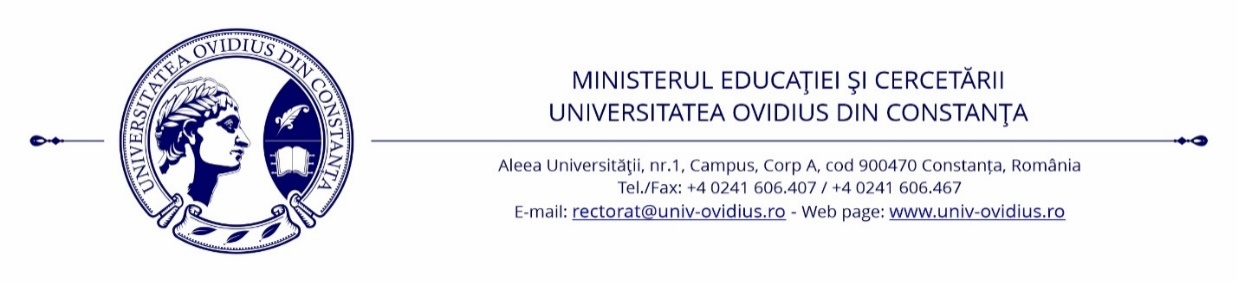 UNIVERSITATEA OVIDIUS DIN CONSTANȚA
MINISTERUL EDUCAŢIEI ŞI CERCETĂRII
UNIVERSITATEA OVIDIUS DIN CONSTANŢA
Aleea Universităţii, nr.1, Campus, Corp A, cod 900470 Constanța, România
Tel./Fax: +4 0241 606.407 / +4 0241 606.467
E-mail: rectorat@univ-ovidius.ro - Web page: www.univ-ovidius.ro